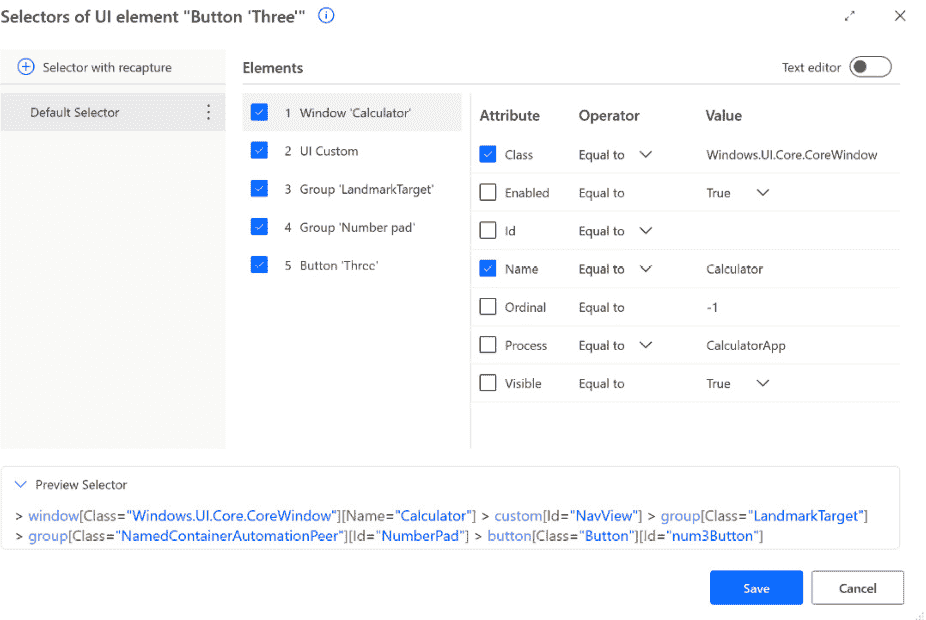 Selectors of UI element "Button 'Three'"
Selector with recapture
Default Selector
Elements
Text editor
1 Window 'Calculator'
2 UI Custom
3 Group 'LandmarkTarget'
4 Group 'Number pad'
5 Button 'Three'
Attribute Operator Value
Class Equal to Windows.UI.Core.CoreWindow
Enabled Equal to True
Id Equal to
Name Equal to Calculator
Ordinal Equal to -1
Process Equal to CalculatorApp
Visible Equal to True
Preview Selector
> window[Class="Windows.UI.Core.CoreWindow"][Name="Calculator"] > custom[Id="NavView"] > group[Class="LandmarkTarget"]
> group[Class="NamedContainerAutomationPeer"][Id="NumberPad"] > button[Class="Button"][Id="num3Button"]
Save Cancel